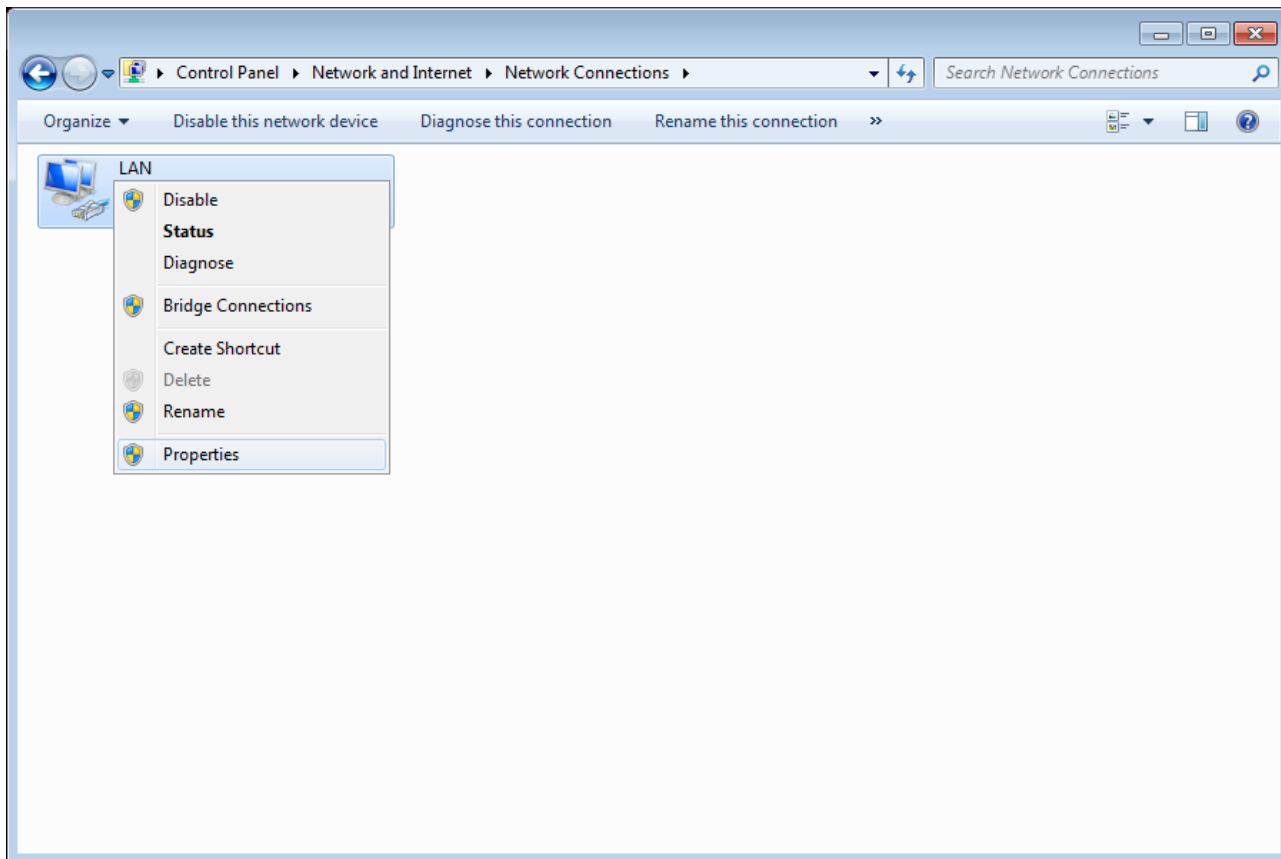 Control Panel Network and Internet Network Connections Search Network Connections
Organize Disable this network device Diagnose this connection Rename this connection »
LAN
Disable
Status
Diagnose
Bridge Connections
Create Shortcut
Delete
Rename
Properties